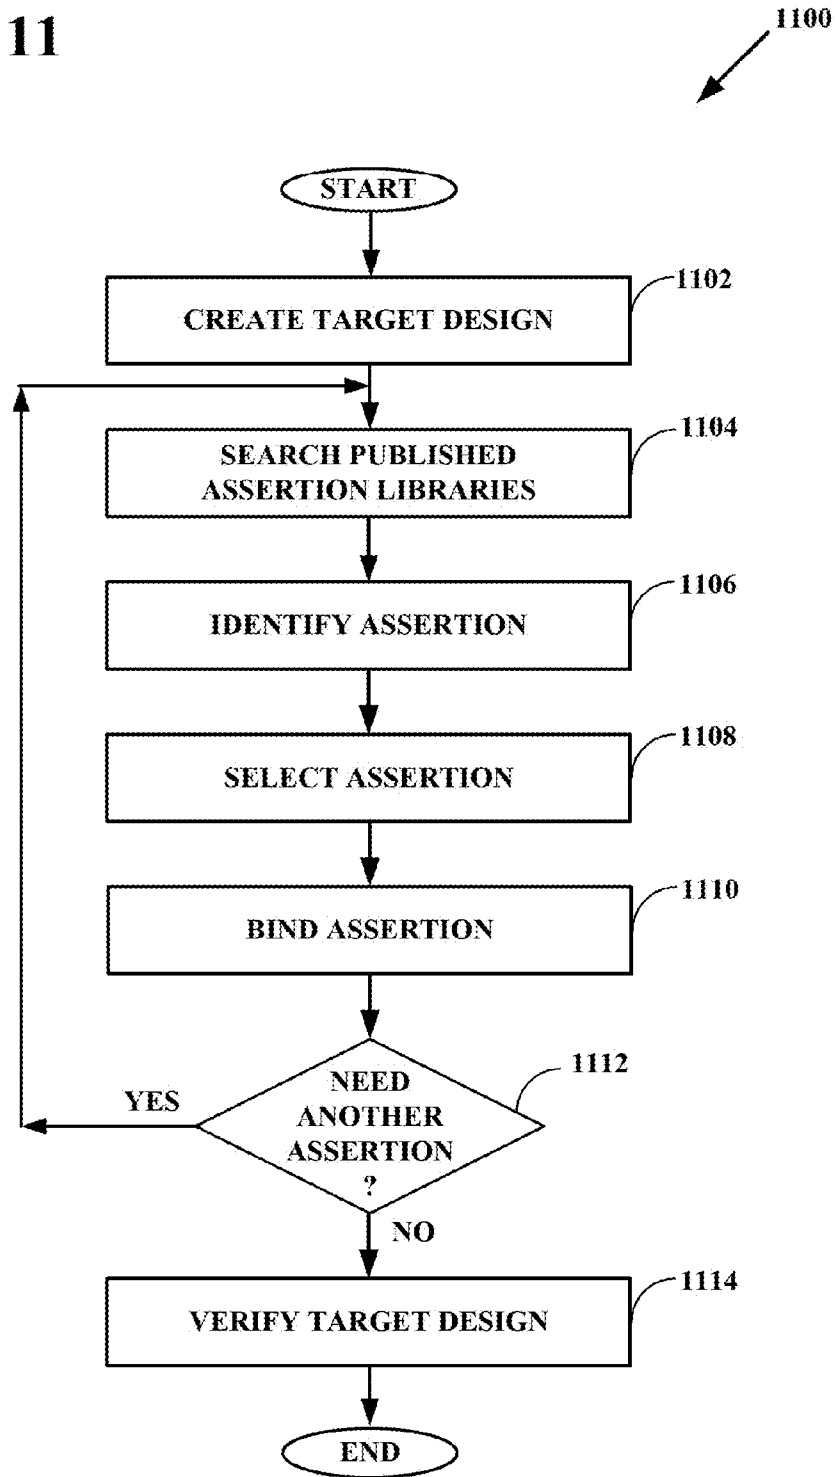 11
1100
START
1102
CREATE TARGET DESIGN
1104
SEARCH PUBLISHED
ASSERTION LIBRARIES
1106
IDENTIFY ASSERTION
1108
SELECT ASSERTION
1110
BIND ASSERTION
1112
YES
NEED
ANOTHER
ASSERTION
?
NO
1114
VERIFY TARGET DESIGN
END